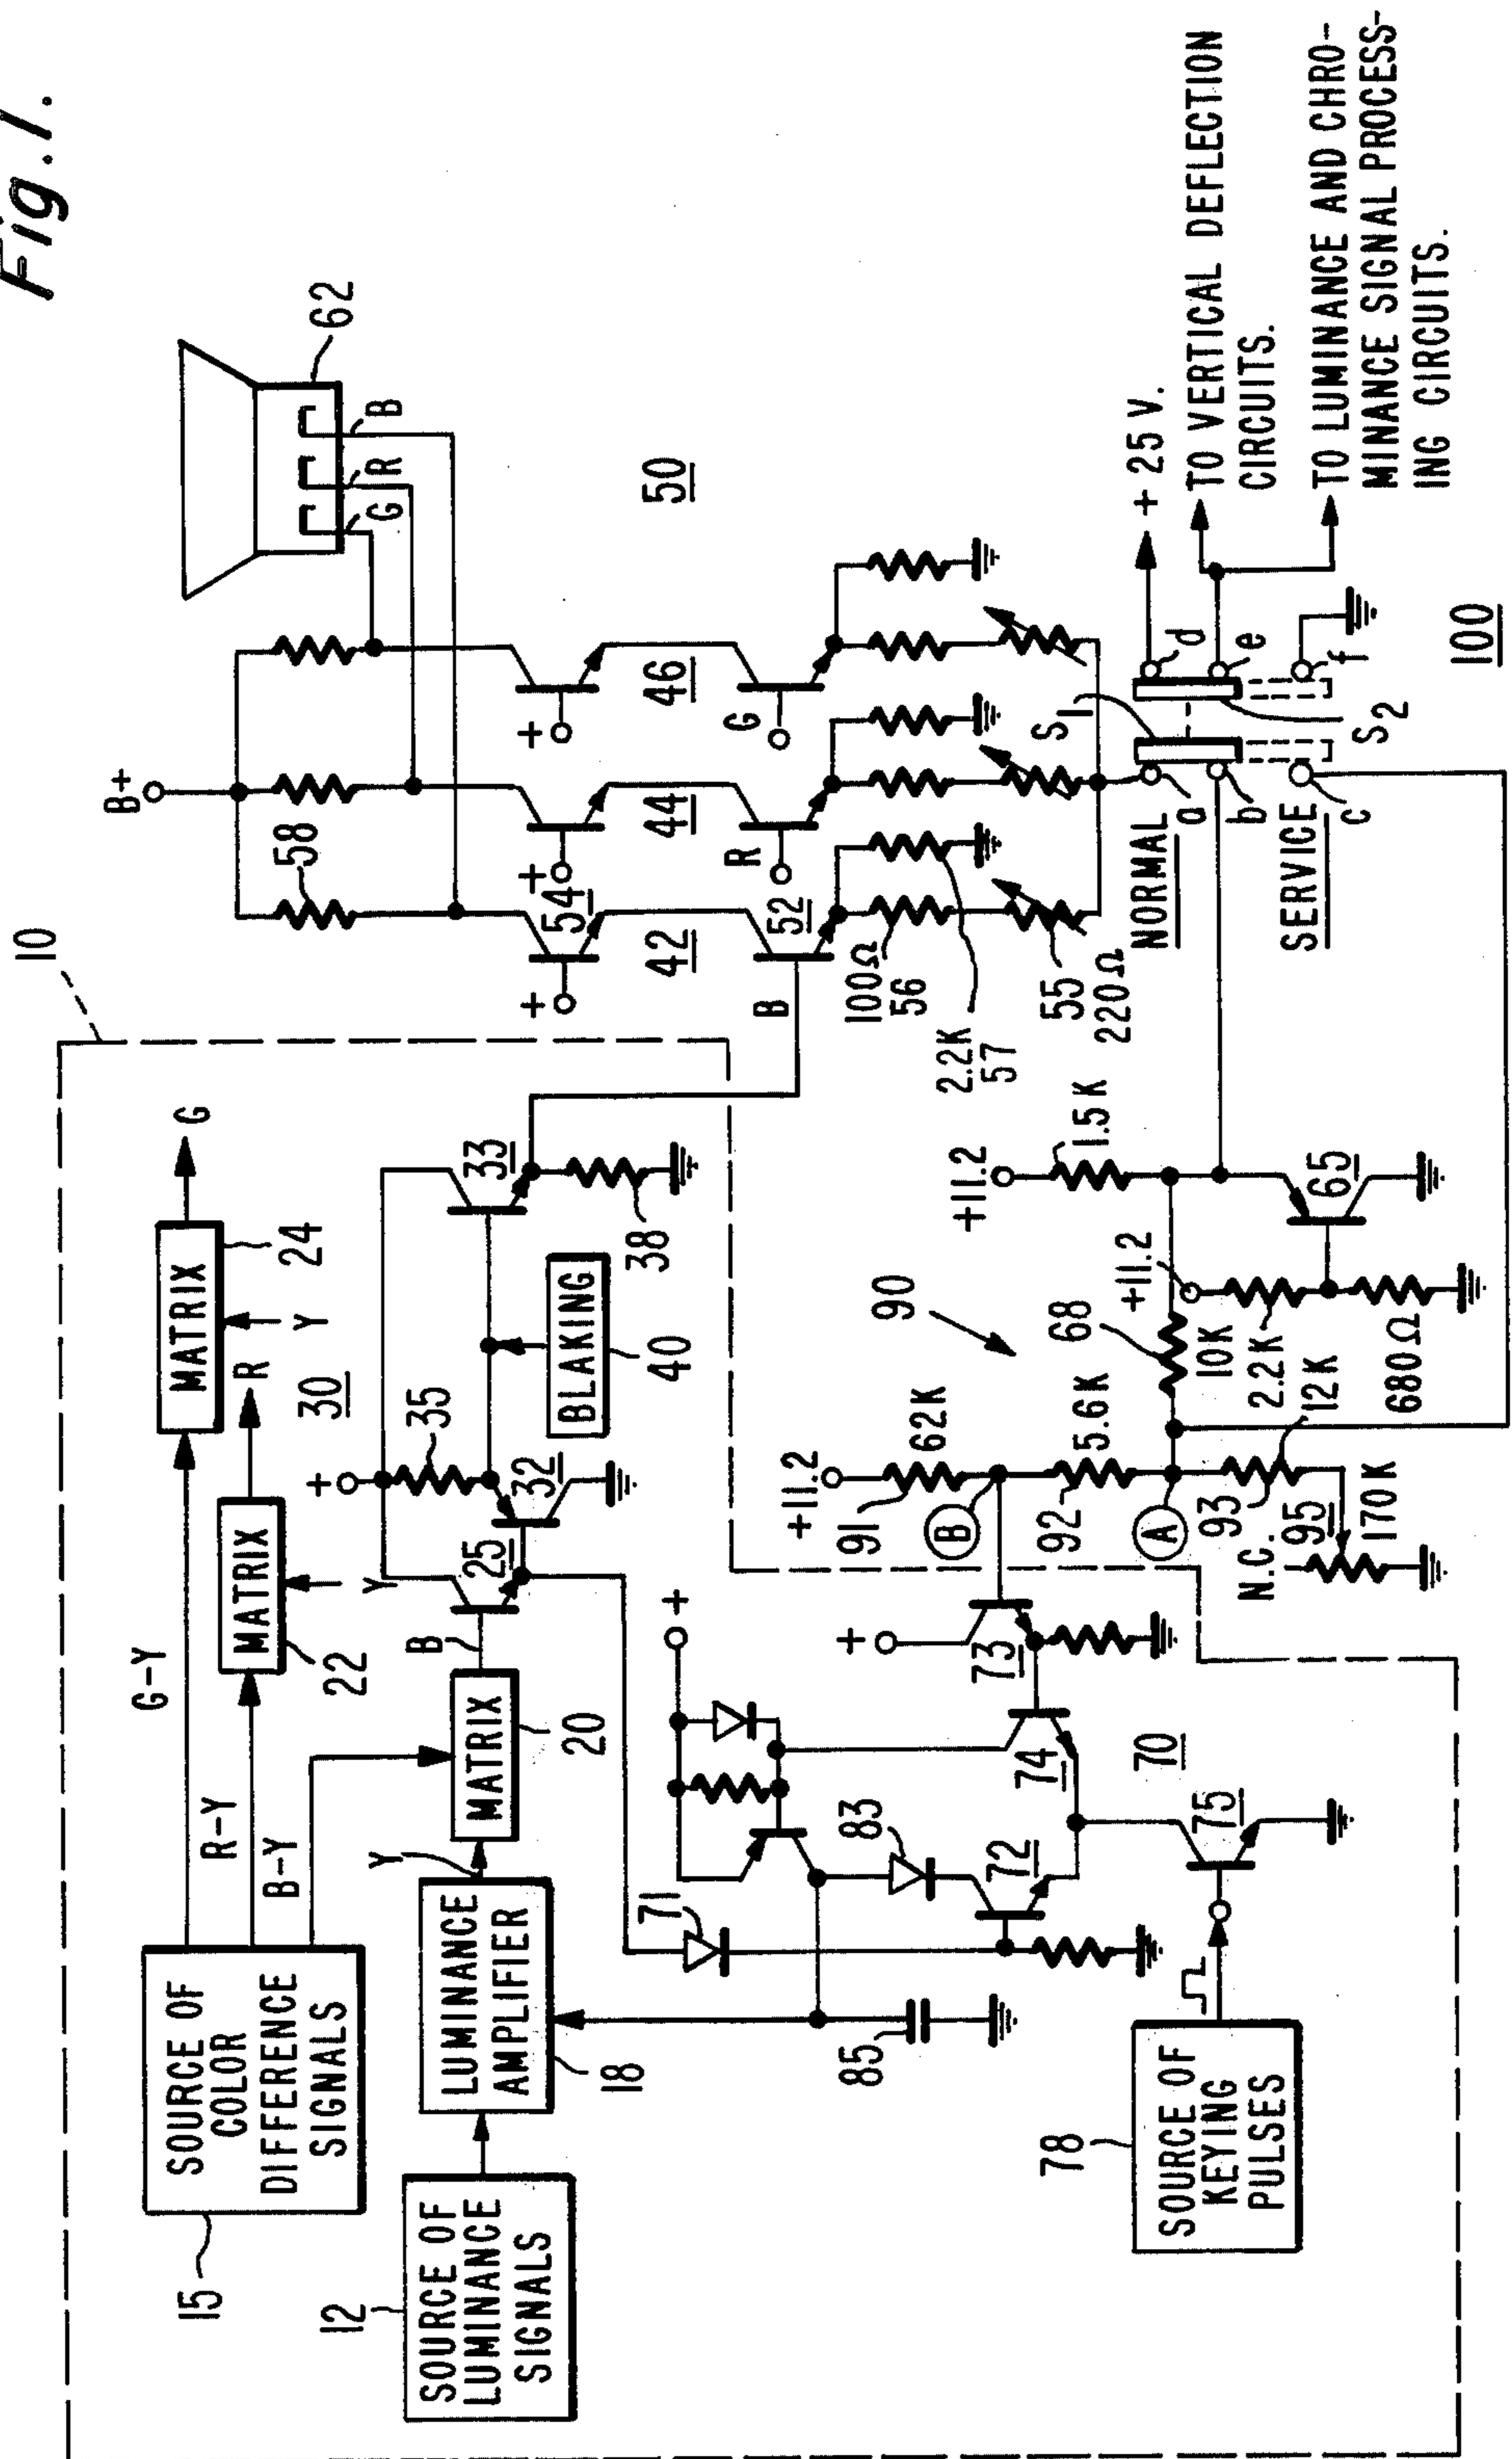 Fig. 1.
10
SOURCE OF
COLOR
DIFFERENCE
SIGNALS
15
G-Y
R-Y
B-Y
MATRIX
24
G
Y
MATRIX
22
R
Y
SOURCE OF
LUMINANCE
SIGNALS
12
LUMINANCE
AMPLIFIER
18
Y
MATRIX
20
B
25
+
30
35
32
33
38
BLAKING
40
71
+
83
85
72
74
73
+
70
75
SOURCE OF
KEYING
PULSES
78
B+
58
62
G
R
B
50
+
54
+
+
42
44
46
B
52
R
G
100Ω
56
2.2K
57
55
220Ω
90
+11.2
91
62K
B
92
5.6K
A
93
12K
N.C.
95
170K
68
10K
+11.2
2.2K
680Ω
+11.2
1.5K
65
NORMAL
a
b
SERVICE
c
S1
S2
d
e
f
100
+25 V.
TO VERTICAL DEFLECTION
CIRCUITS.
TO LUMINANCE AND CHRO-
MINANCE SIGNAL PROCESS-
ING CIRCUITS.